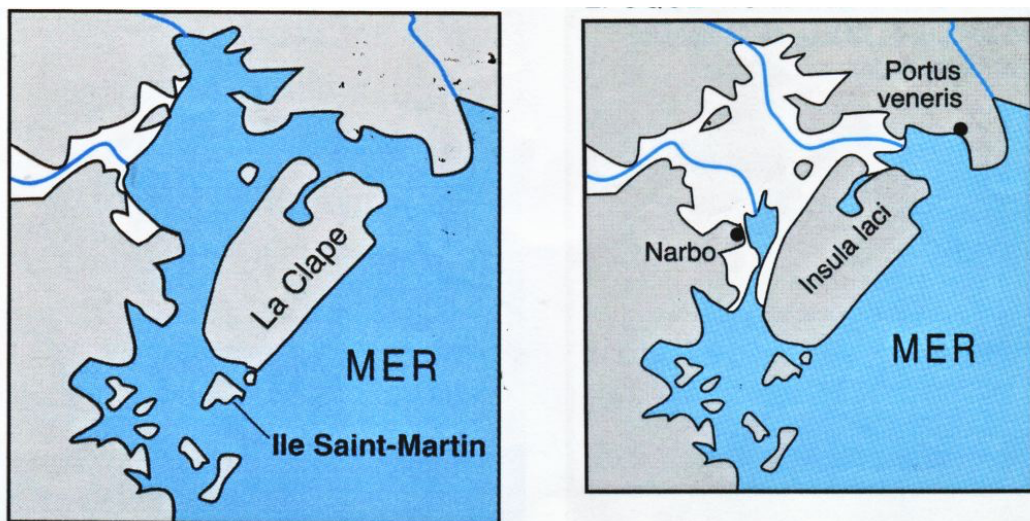 La Clape
MER
Ile Saint-Martin
Portus
veneris
Narbo
Insula laci
MER